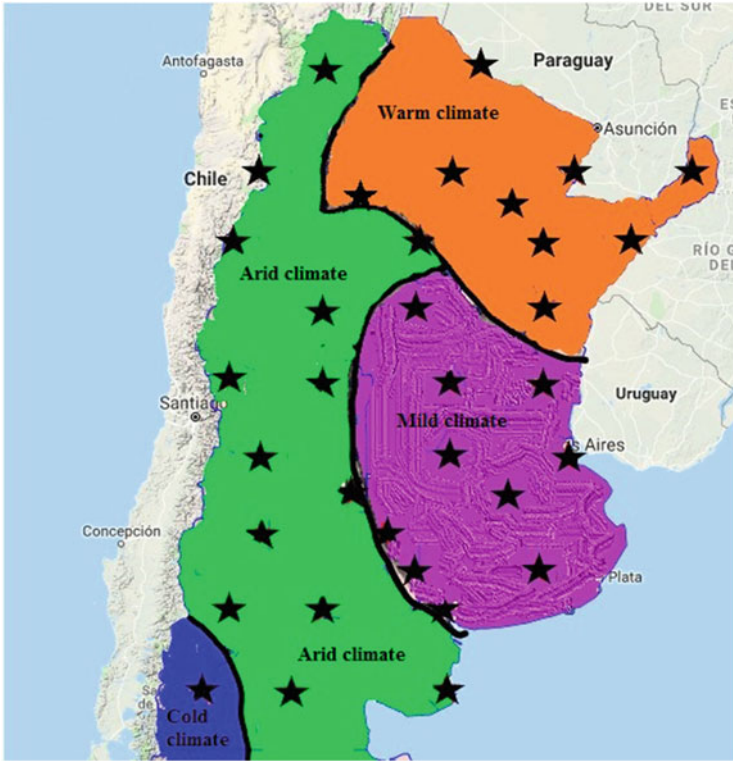 DEL SUR
Antofagasta
Paraguay
Warm climate
Asunción
Chile
Arid climate
Uruguay
Santiago
Mild climate
s Aires
Concepción
Plata
Arid climate
Cold
climate